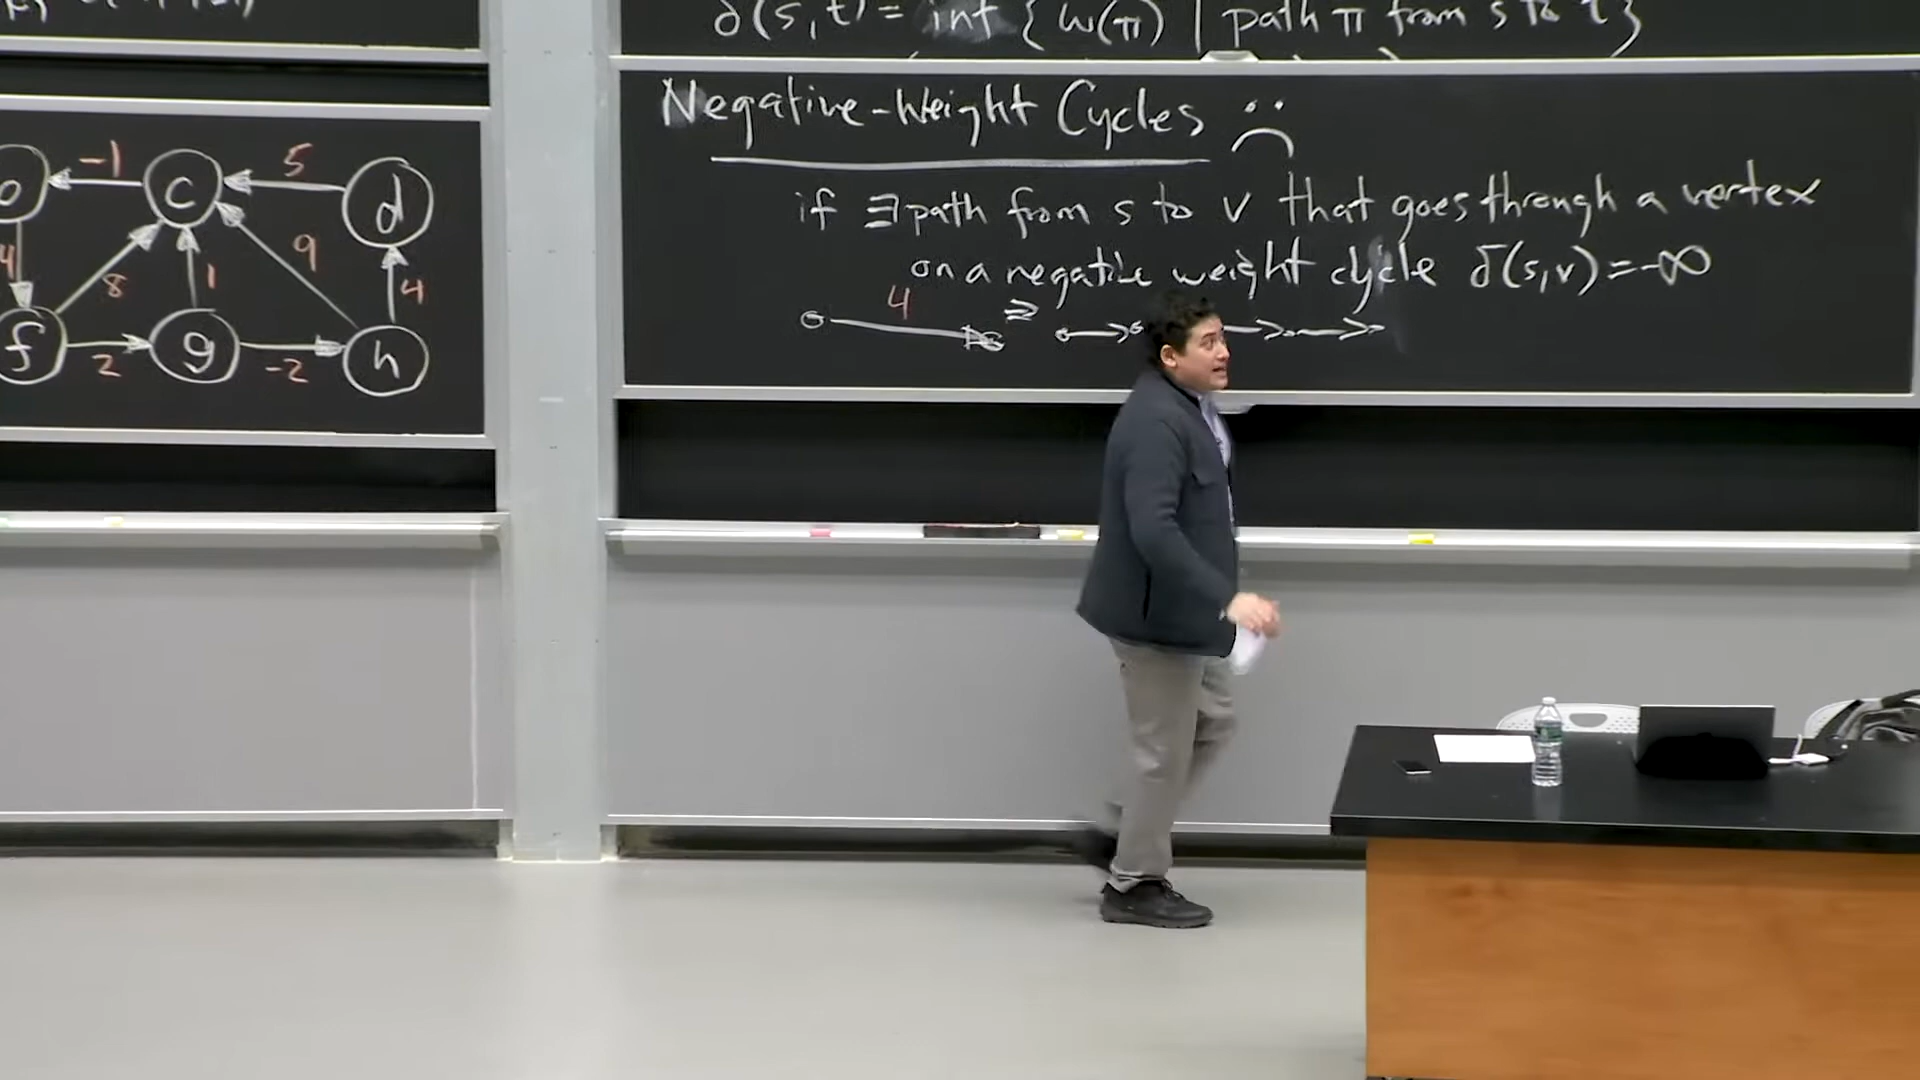 δ(s,t) = inf { w(π) | path π from s to t }
Negative-Weight Cycles
if ∃ path from s to v that goes through a vertex
on a negative weight cycle δ(s,v) = -∞
4
-1
5
c
d
4
8
1
9
4
f
2
g
-2
h